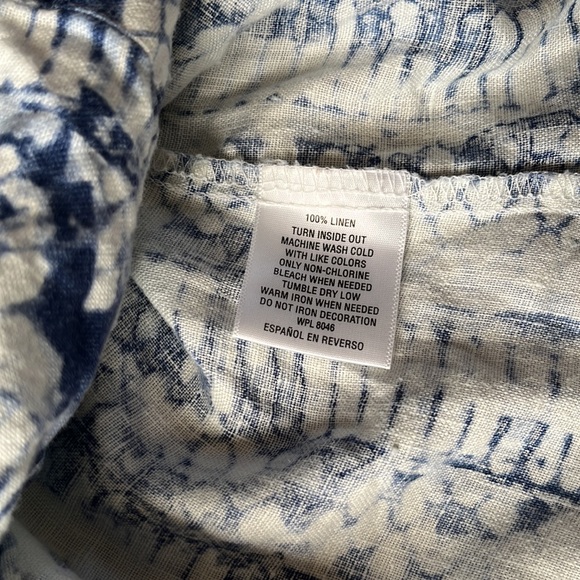 100% LINEN
TURN INSIDE OUT
MACHINE WASH COLD
WITH LIKE COLORS
ONLY NON-CHLORINE
BLEACH WHEN NEEDED
TUMBLE DRY LOW
WARM IRON WHEN NEEDED
DO NOT IRON DECORATION
WPL 8046
ESPAÑOL EN REVERSO